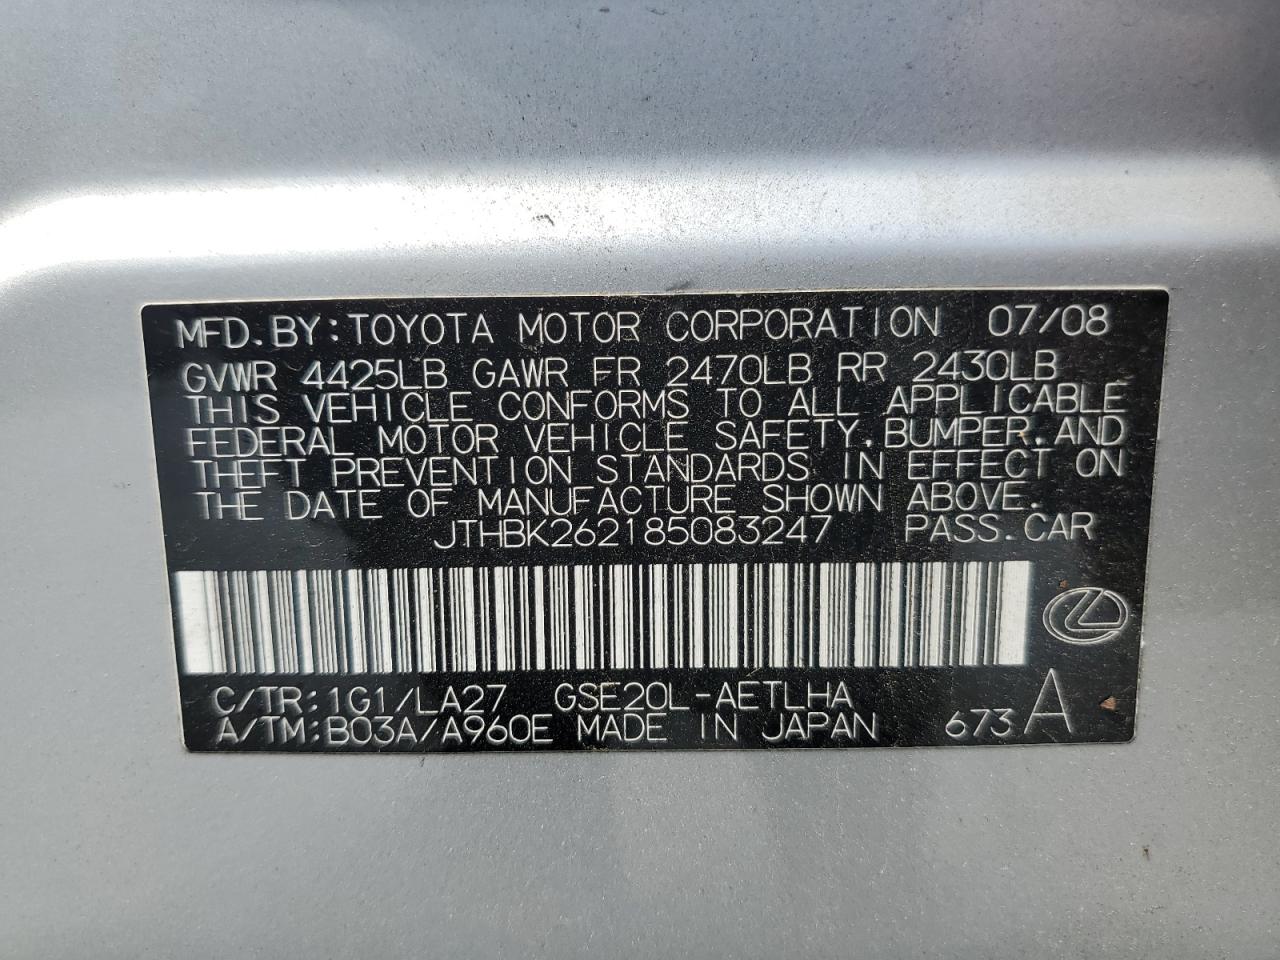 MFD. BY: TOYOTA MOTOR CORPORATION 07/08
GVWR 4425LB GAWR FR 2470LB RR 2430LB
THIS VEHICLE CONFORMS TO ALL APPLICABLE
FEDERAL MOTOR VEHICLE SAFETY, BUMPER, AND
THEFT PREVENTION STANDARDS IN EFFECT ON
THE DATE OF MANUFACTURE SHOWN ABOVE.
JTHBK262185083247 PASS. CAR
C/TR: 1G1/LA27 GSE20L-AETLHA
A/TM: B03A/A960E MADE IN JAPAN 673 A